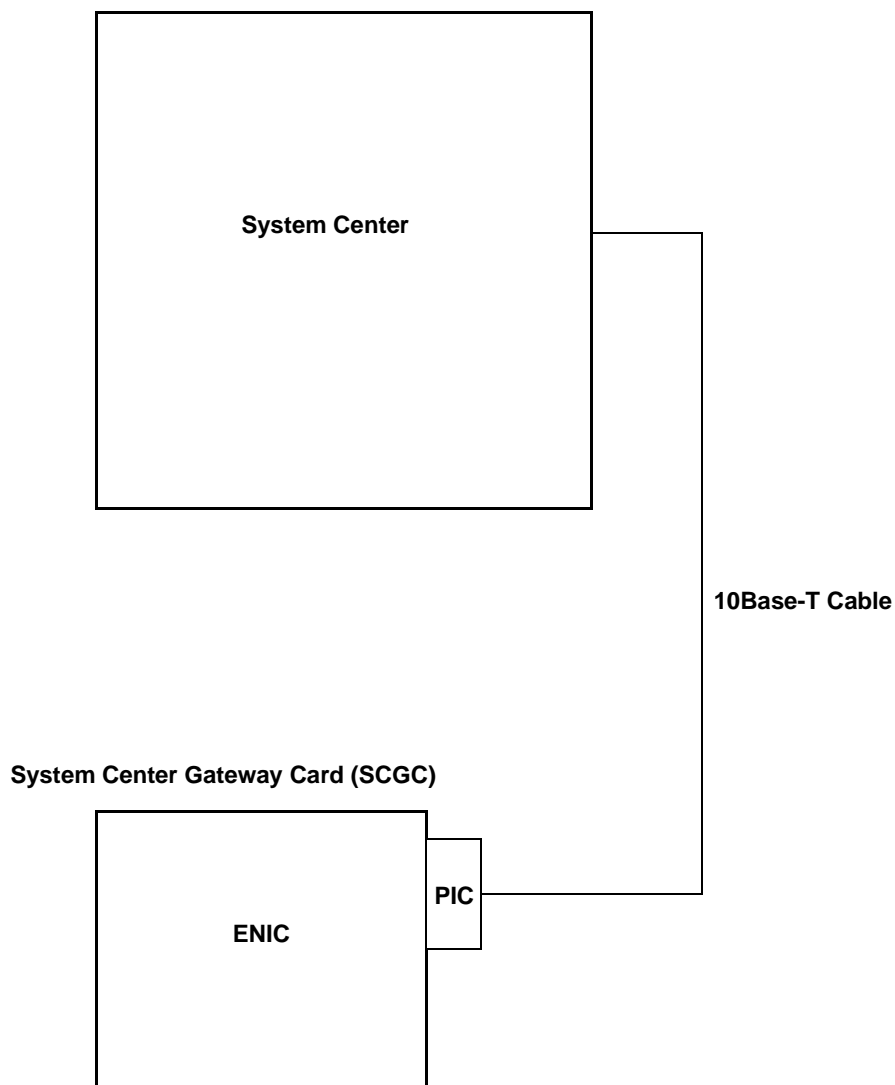 System Center
10Base-T Cable
System Center Gateway Card (SCGC)
PIC
ENIC